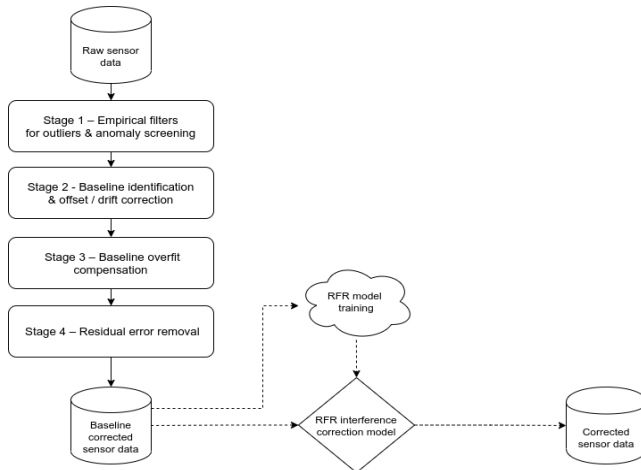 Raw sensor
data
Stage 1 – Empirical filters
for outliers & anomaly screening
Stage 2 - Baseline identification
& offset / drift correction
Stage 3 – Baseline overfit
compensation
Stage 4 – Residual error removal
RFR model
training
Baseline
corrected
sensor data
RFR interference
correction model
Corrected
sensor data